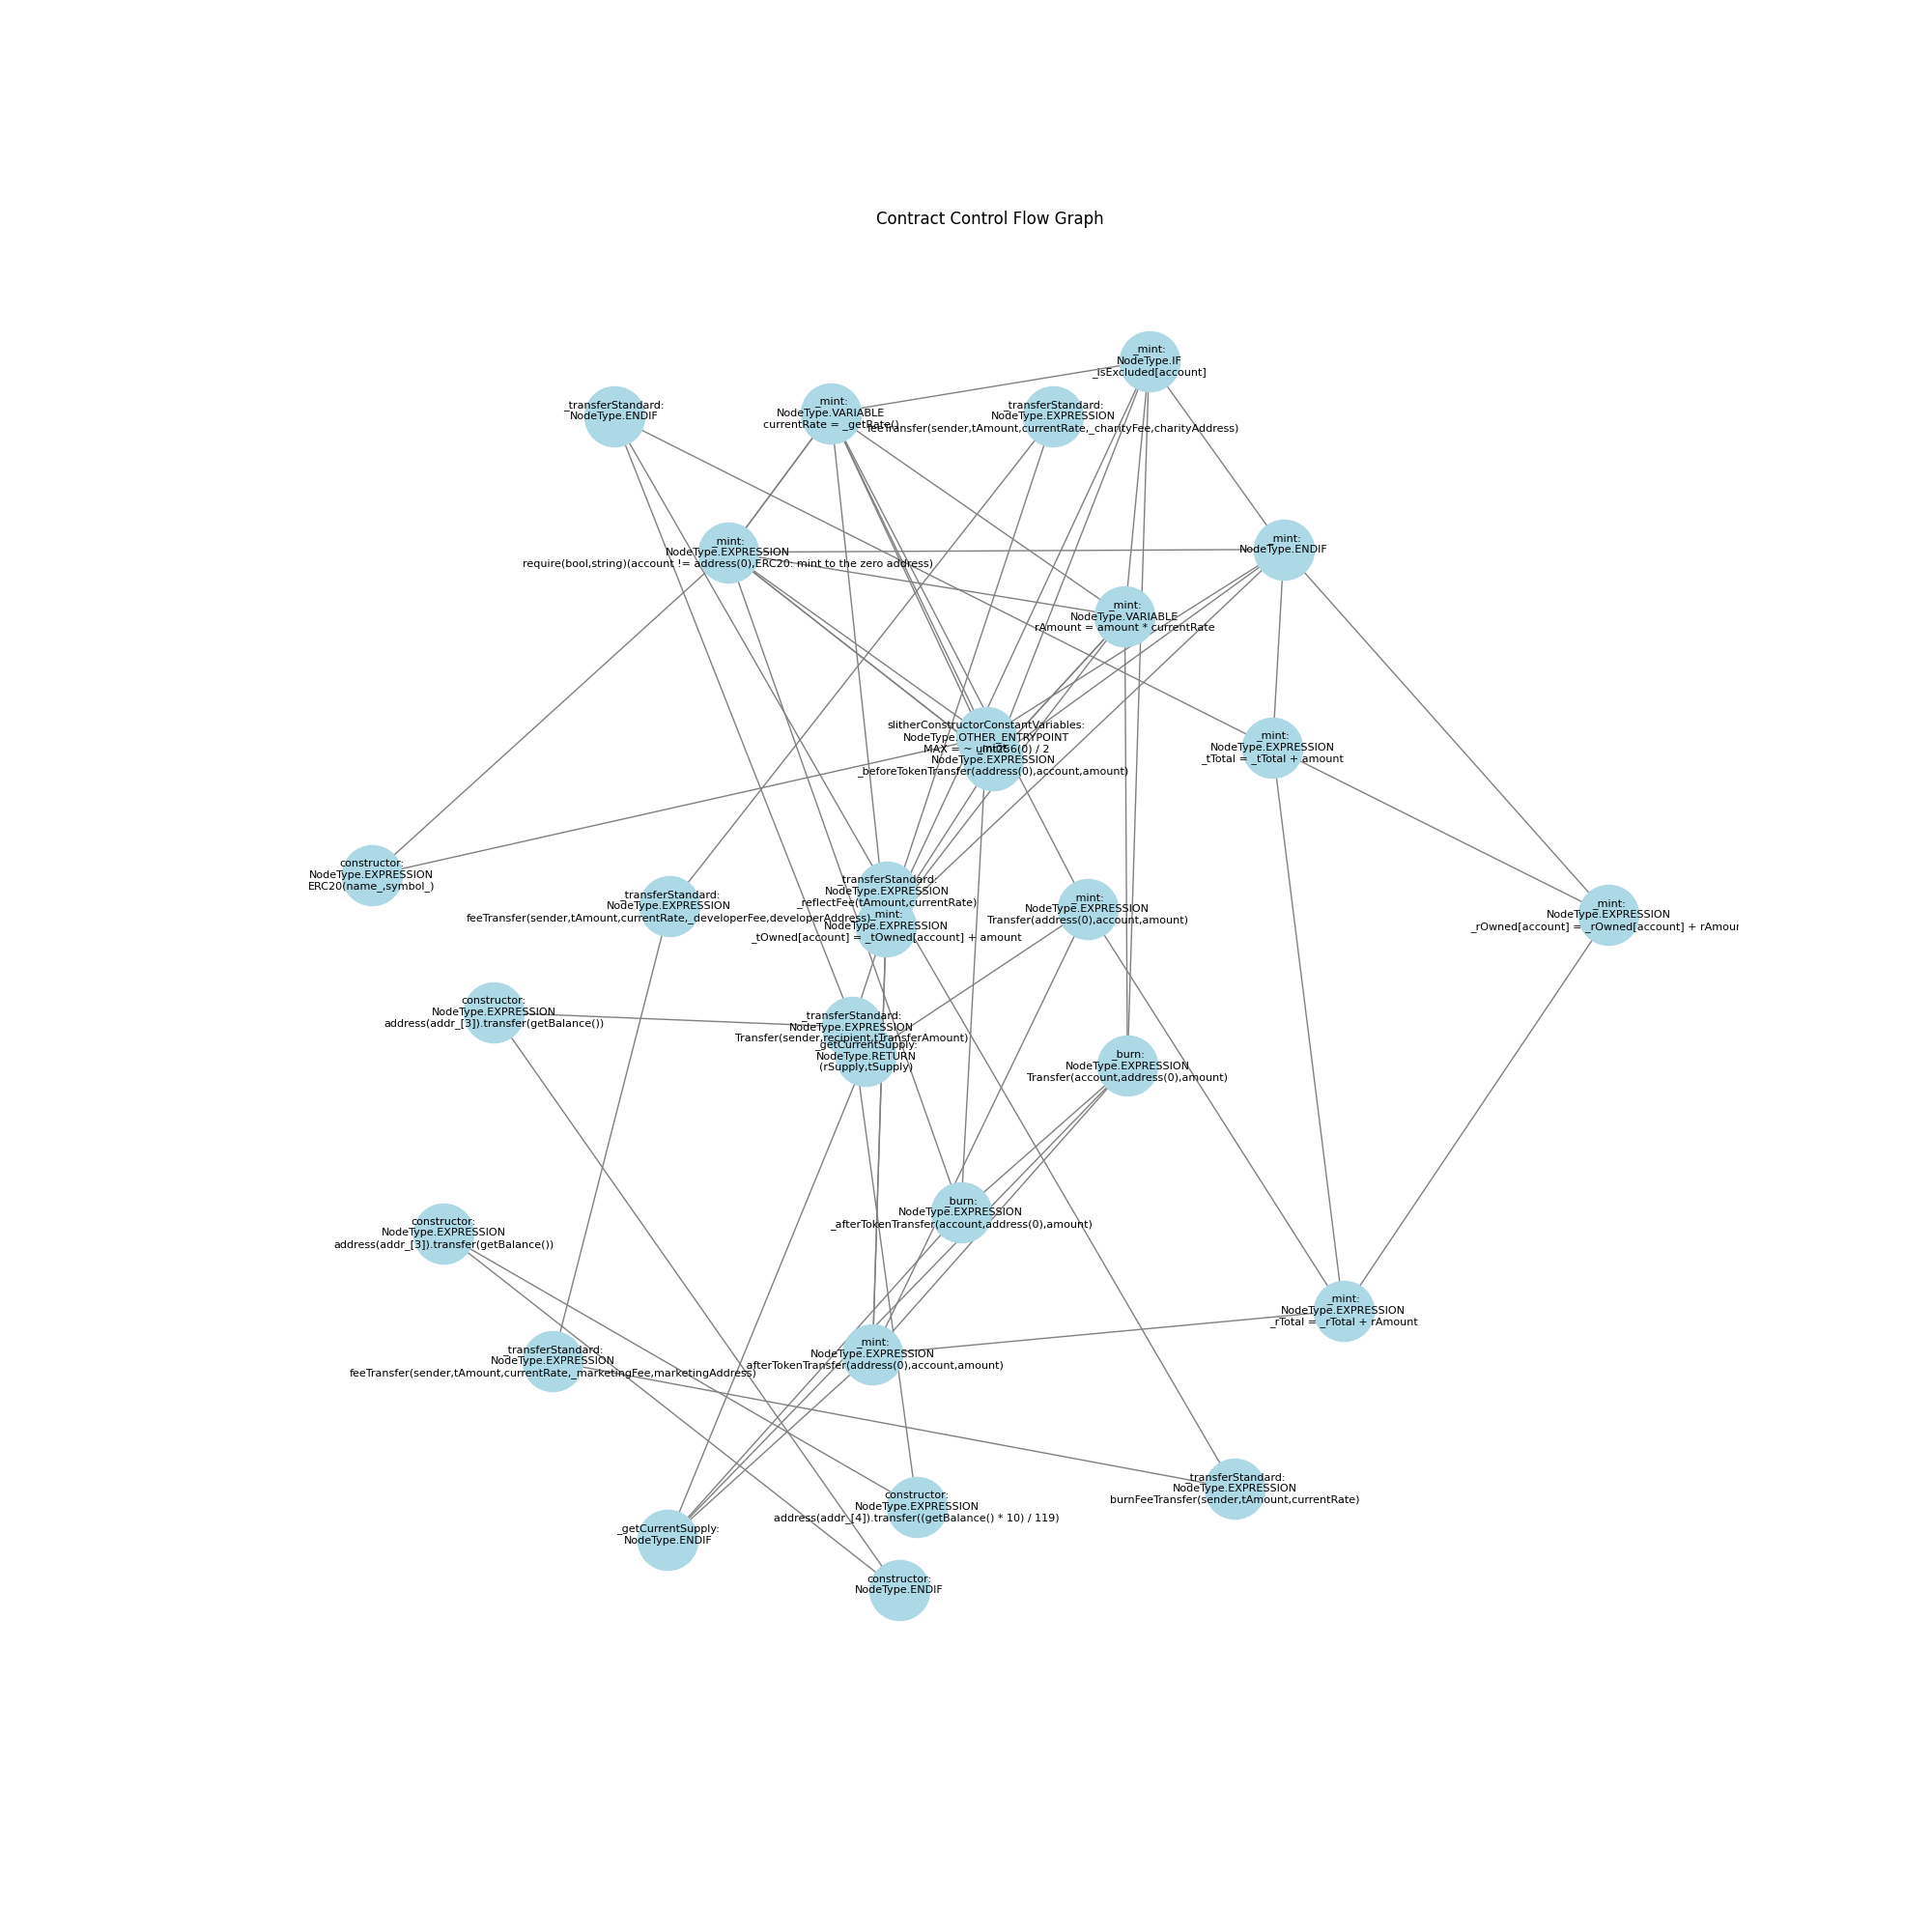 Contract Control Flow Graph
_mint:
NodeType.IF
_isExcluded[account]
_transferStandard:
NodeType.ENDIF
_mint:
NodeType.VARIABLE
currentRate = _getRate()
_transferStandard:
NodeType.EXPRESSION
feeTransfer(sender,tAmount,currentRate,_charityFee,charityAddress)
_mint:
NodeType.EXPRESSION
require(bool,string)(account != address(0),ERC20: mint to the zero address)
_mint:
NodeType.ENDIF
_mint:
NodeType.VARIABLE
rAmount = amount * currentRate
slitherConstructorConstantVariables:
NodeType.OTHER_ENTRYPOINT
MAX = ~ uint256(0) / 2
_mint:
NodeType.EXPRESSION
_beforeTokenTransfer(address(0),account,amount)
_mint:
NodeType.EXPRESSION
_tTotal = _tTotal + amount
constructor:
NodeType.EXPRESSION
ERC20(name_,symbol_)
_transferStandard:
NodeType.EXPRESSION
feeTransfer(sender,tAmount,currentRate,_developerFee,developerAddress)
_transferStandard:
NodeType.EXPRESSION
_reflectFee(tAmount,currentRate)
_mint:
NodeType.EXPRESSION
_tOwned[account] = _tOwned[account] + amount
_mint:
NodeType.EXPRESSION
Transfer(address(0),account,amount)
_mint:
NodeType.EXPRESSION
_rOwned[account] = _rOwned[account] + rAmour
constructor:
NodeType.EXPRESSION
address(addr_[3]).transfer(getBalance())
_transferStandard:
NodeType.EXPRESSION
Transfer(sender,recipient,tTransferAmount)
_getCurrentSupply:
NodeType.RETURN
(rSupply,tSupply)
_burn:
NodeType.EXPRESSION
Transfer(account,address(0),amount)
_burn:
NodeType.EXPRESSION
_afterTokenTransfer(account,address(0),amount)
constructor:
NodeType.EXPRESSION
address(addr_[3]).transfer(getBalance())
_mint:
NodeType.EXPRESSION
_rTotal = _rTotal + rAmount
_mint:
NodeType.EXPRESSION
_afterTokenTransfer(address(0),account,amount)
_transferStandard:
NodeType.EXPRESSION
feeTransfer(sender,tAmount,currentRate,_marketingFee,marketingAddress)
_transferStandard:
NodeType.EXPRESSION
burnFeeTransfer(sender,tAmount,currentRate)
constructor:
NodeType.EXPRESSION
address(addr_[4]).transfer((getBalance() * 10) / 119)
_getCurrentSupply:
NodeType.ENDIF
constructor:
NodeType.ENDIF